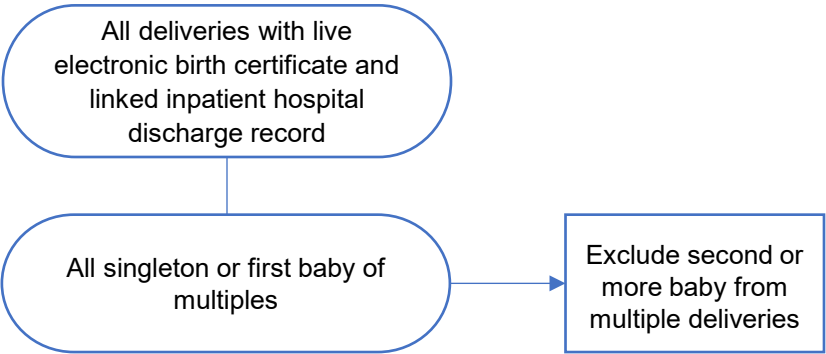 All deliveries with live
electronic birth certificate and
linked inpatient hospital
discharge record
All singleton or first baby of
multiples
Exclude second or
more baby from
multiple deliveries